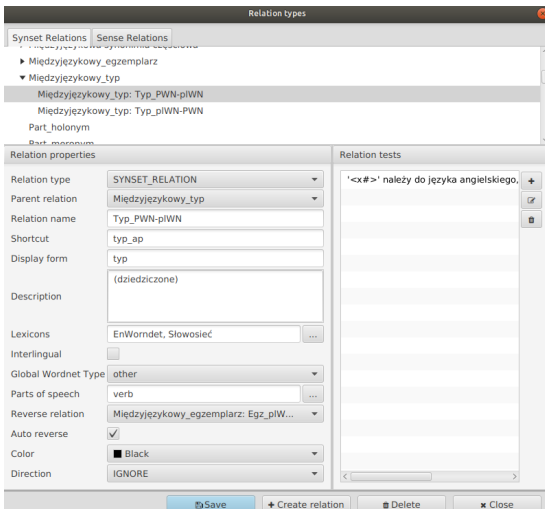 Relation types
Synset Relations Sense Relations
Międzyjęzykowa_synonimia_częściowa
Międzyjęzykowy_egzemplarz
Międzyjęzykowy_typ
Międzyjęzykowy_typ: Typ_PWN-plWN
Międzyjęzykowy_typ: Typ_plWN-PWN
Part_holonym
Part_meronym
Relation properties
Relation type SYNSET_RELATION
Parent relation Międzyjęzykowy_typ
Relation name Typ_PWN-plWN
Shortcut typ_ap
Display form typ
Description (dziedziczone)
Lexicons EnWorndet, Słowosieć ...
Interlingual
Global Wordnet Type other
Parts of speech verb ...
Reverse relation Międzyjęzykowy_egzemplarz: Egz_plW...
Auto reverse
Color Black
Direction IGNORE
Relation tests
'<x#>' należy do języka angielskiego,
Save + Create relation Delete × Close